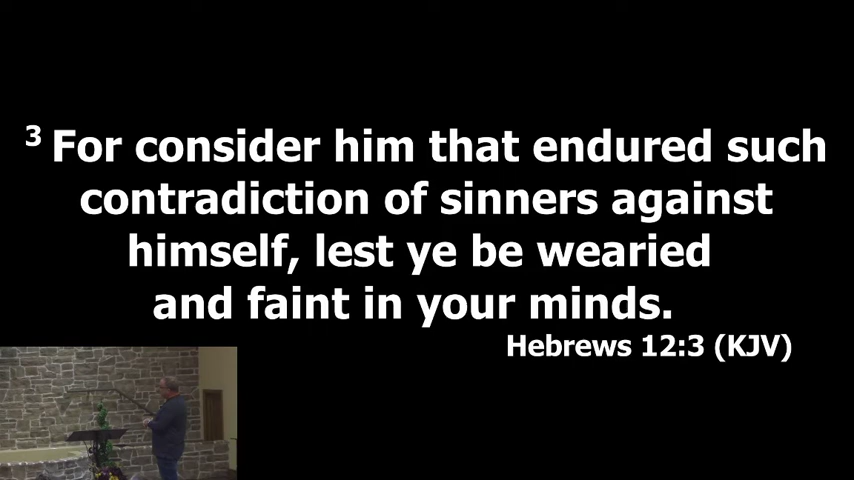 3 For consider him that endured such
contradiction of sinners against
himself, lest ye be wearied
and faint in your minds.
Hebrews 12:3 (KJV)